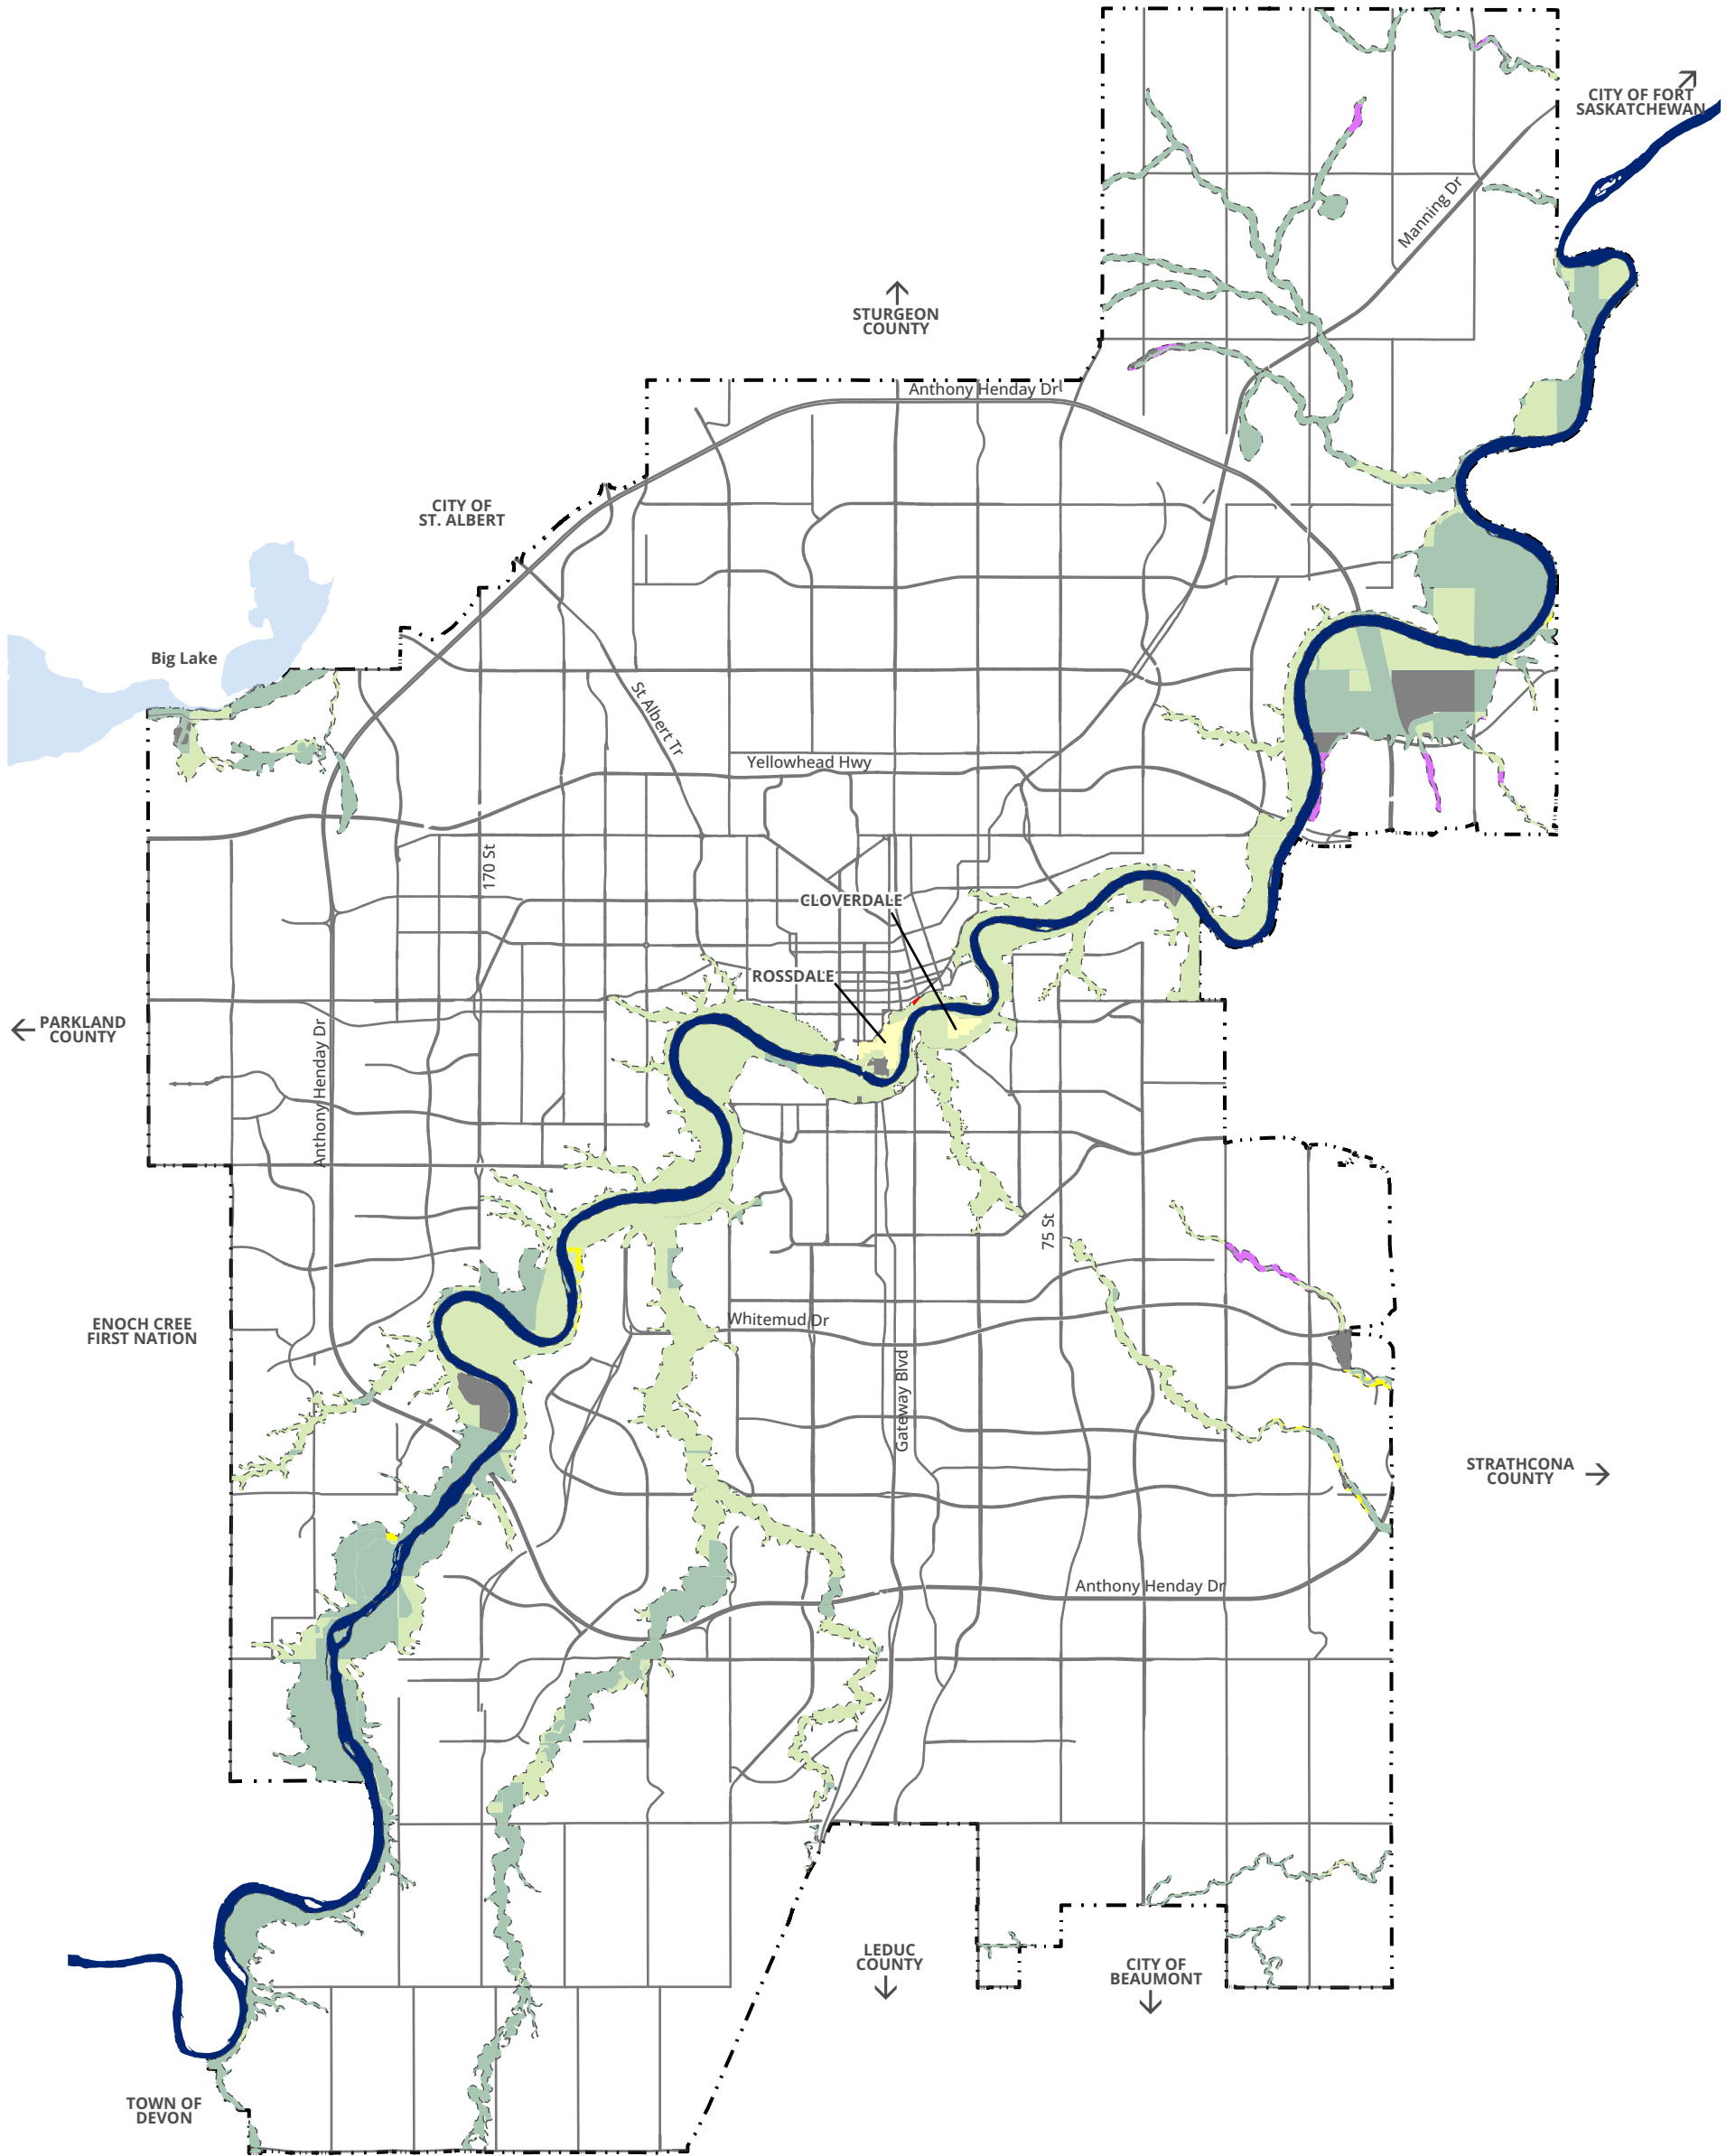 CITY OF FORT
SASKATCHEWAN
Manning Dr
STURGEON
COUNTY
Anthony Henday Dr
CITY OF
ST. ALBERT
Big Lake
St Albert Tr
Yellowhead Hwy
170 St
CLOVERDALE
ROSSDALE
PARKLAND
COUNTY
Anthony Henday Dr
75 St
ENOCH CREE
FIRST NATION
Whitemud Dr
Gateway Blvd
STRATHCONA
COUNTY
Anthony Henday Dr
LEDUC
COUNTY
CITY OF
BEAUMONT
TOWN OF
DEVON